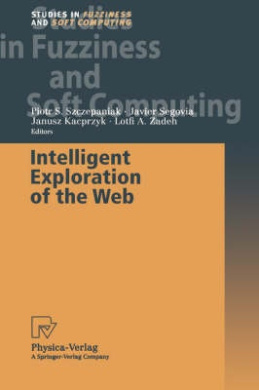 STUDIES IN FUZZINESS
AND SOFT COMPUTING
Studies
in Fuzziness
and
Soft Computing
Piotr S. Szczepaniak · Javier Segovia
Janusz Kacprzyk · Lotfi A. Zadeh
Editors
Intelligent
Exploration
of the Web
Physica-Verlag
A Springer-Verlag Company